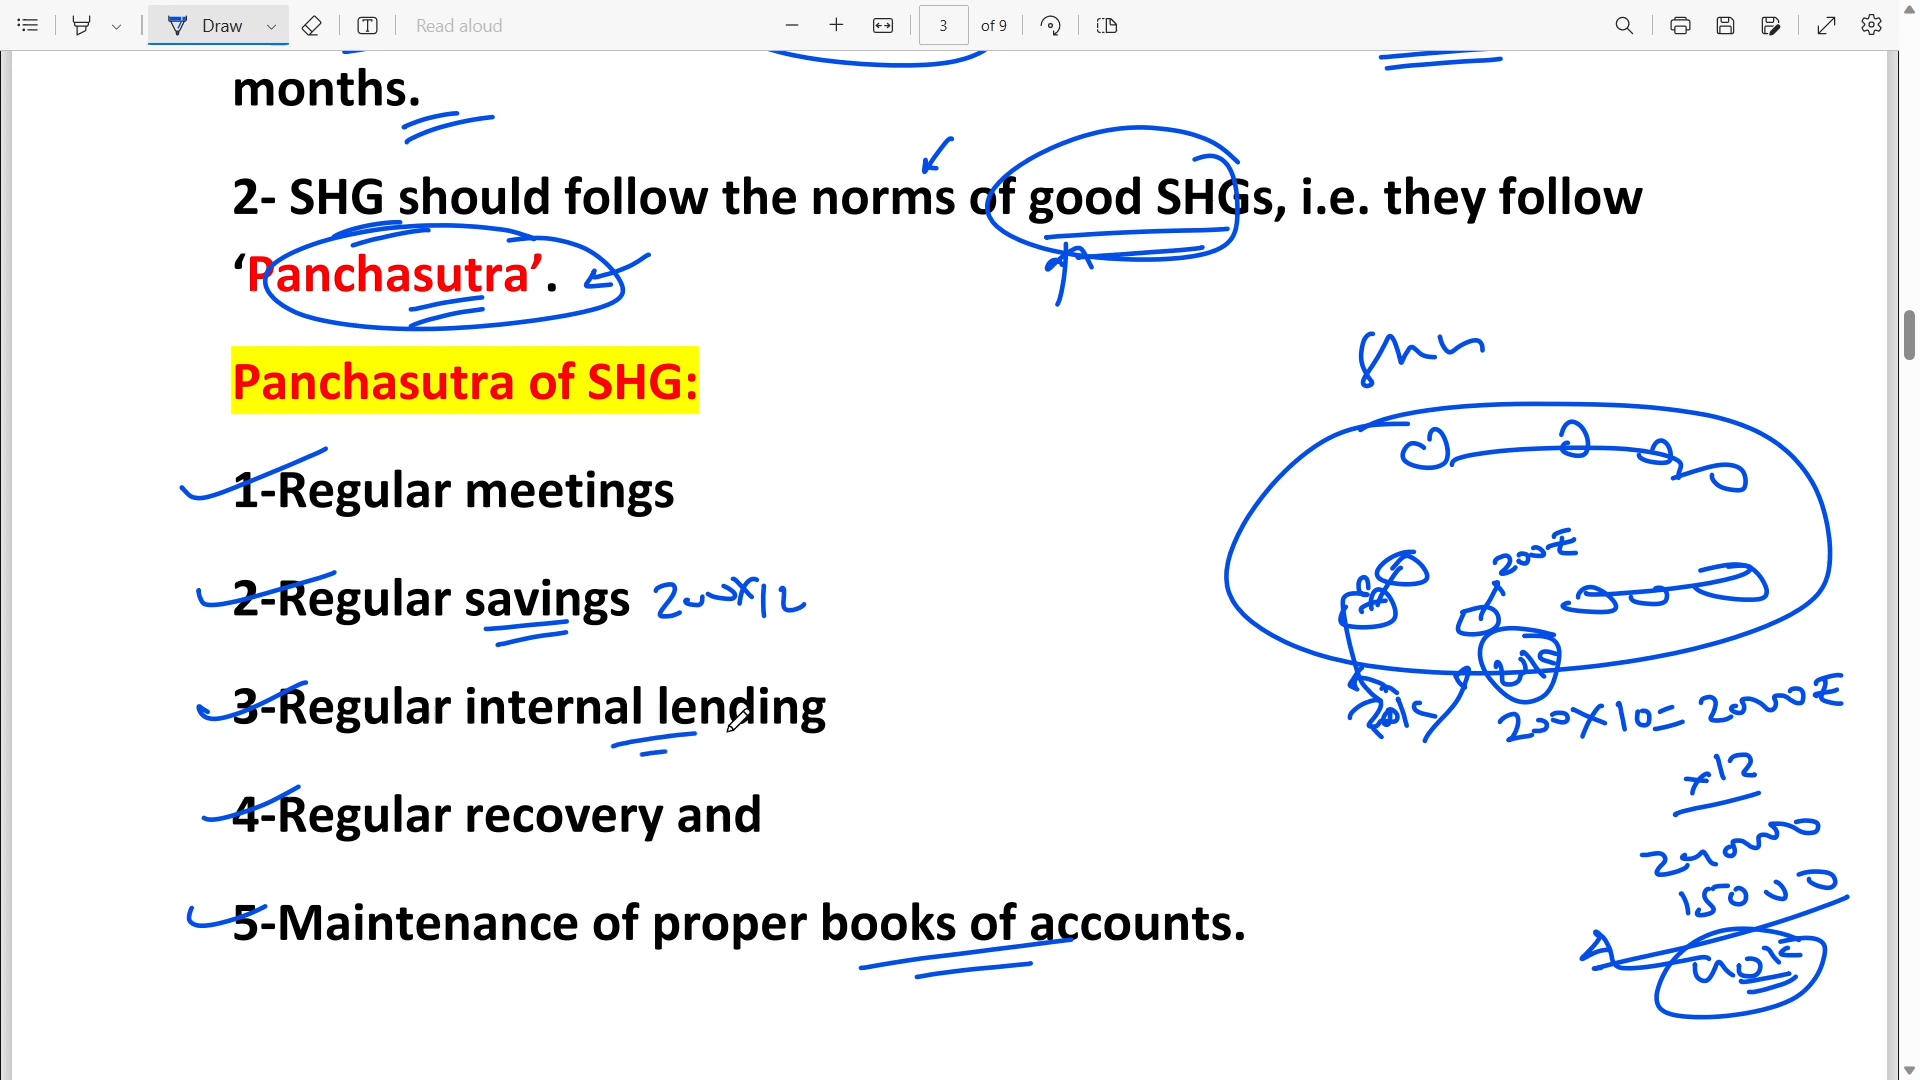 Draw
Read aloud
3 of 9
months.
2- SHG should follow the norms of good SHGs, i.e. they follow
‘Panchasutra’.
Panchasutra of SHG:
1-Regular meetings
200₹
2-Regular savings 200x12
3-Regular internal lending
20k
200x10=2000₹
x12
4-Regular recovery and
24000
15000
5-Maintenance of proper books of accounts.
40k